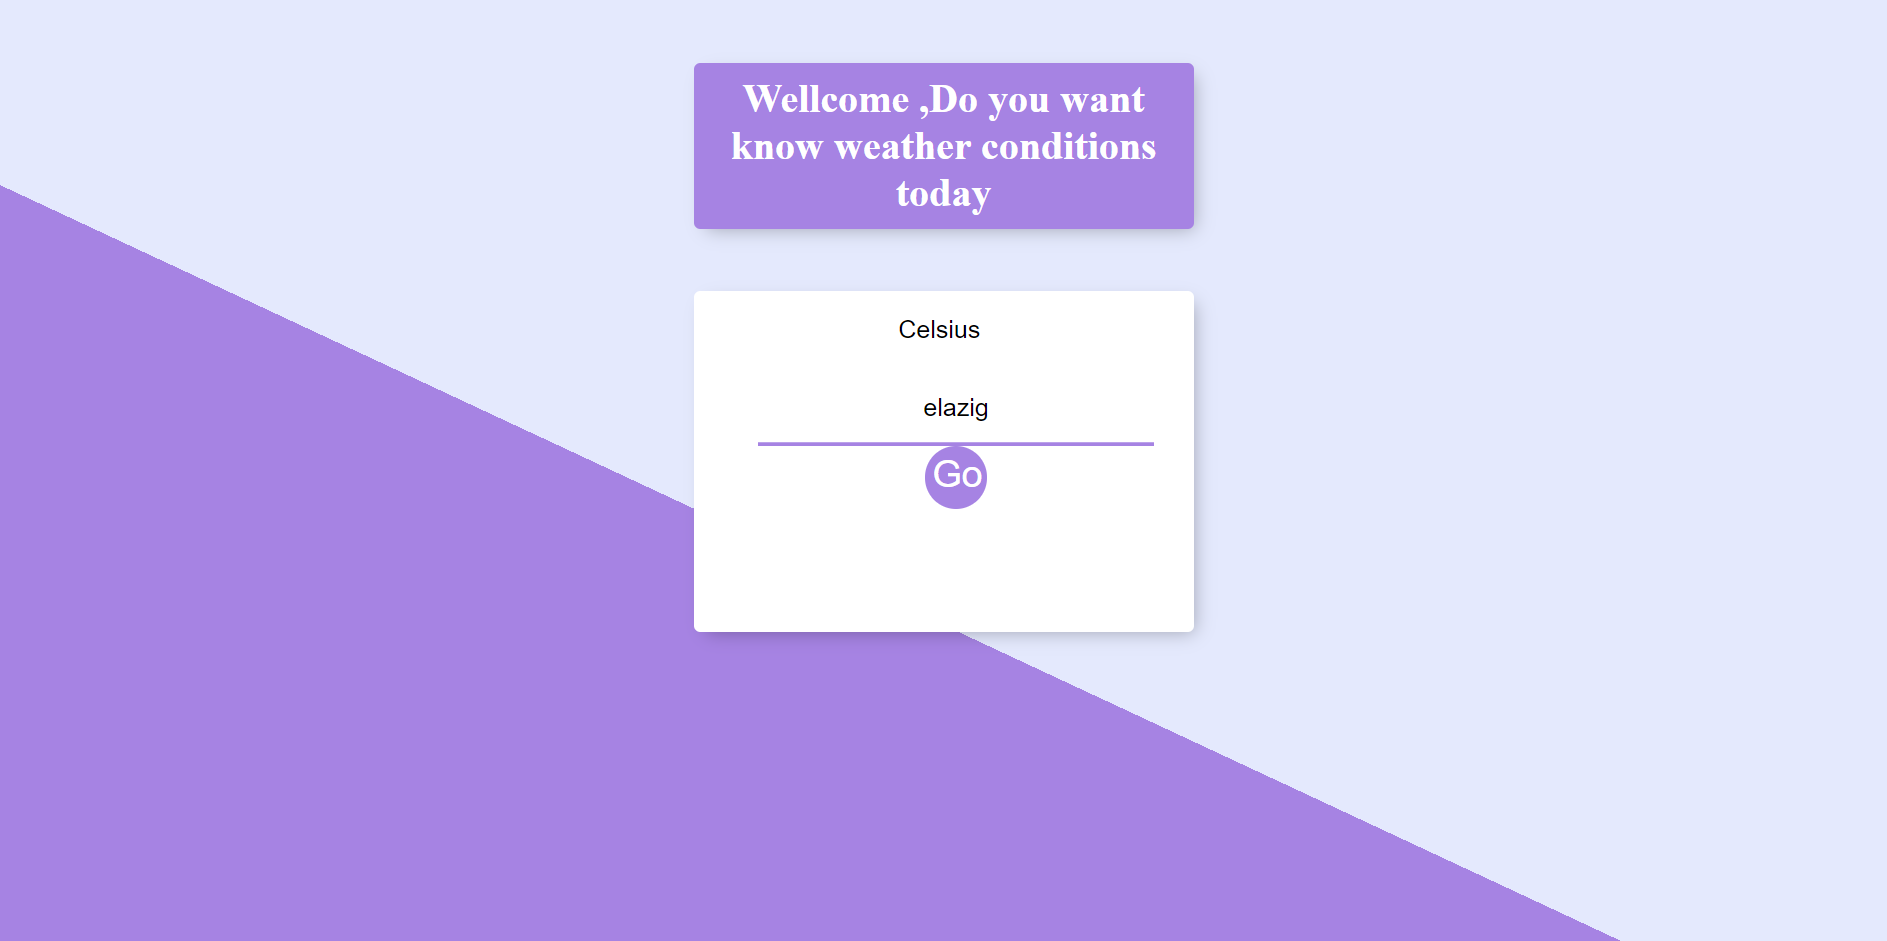 Wellcome ,Do you want
know weather conditions
today
Celsius
elazig
Go